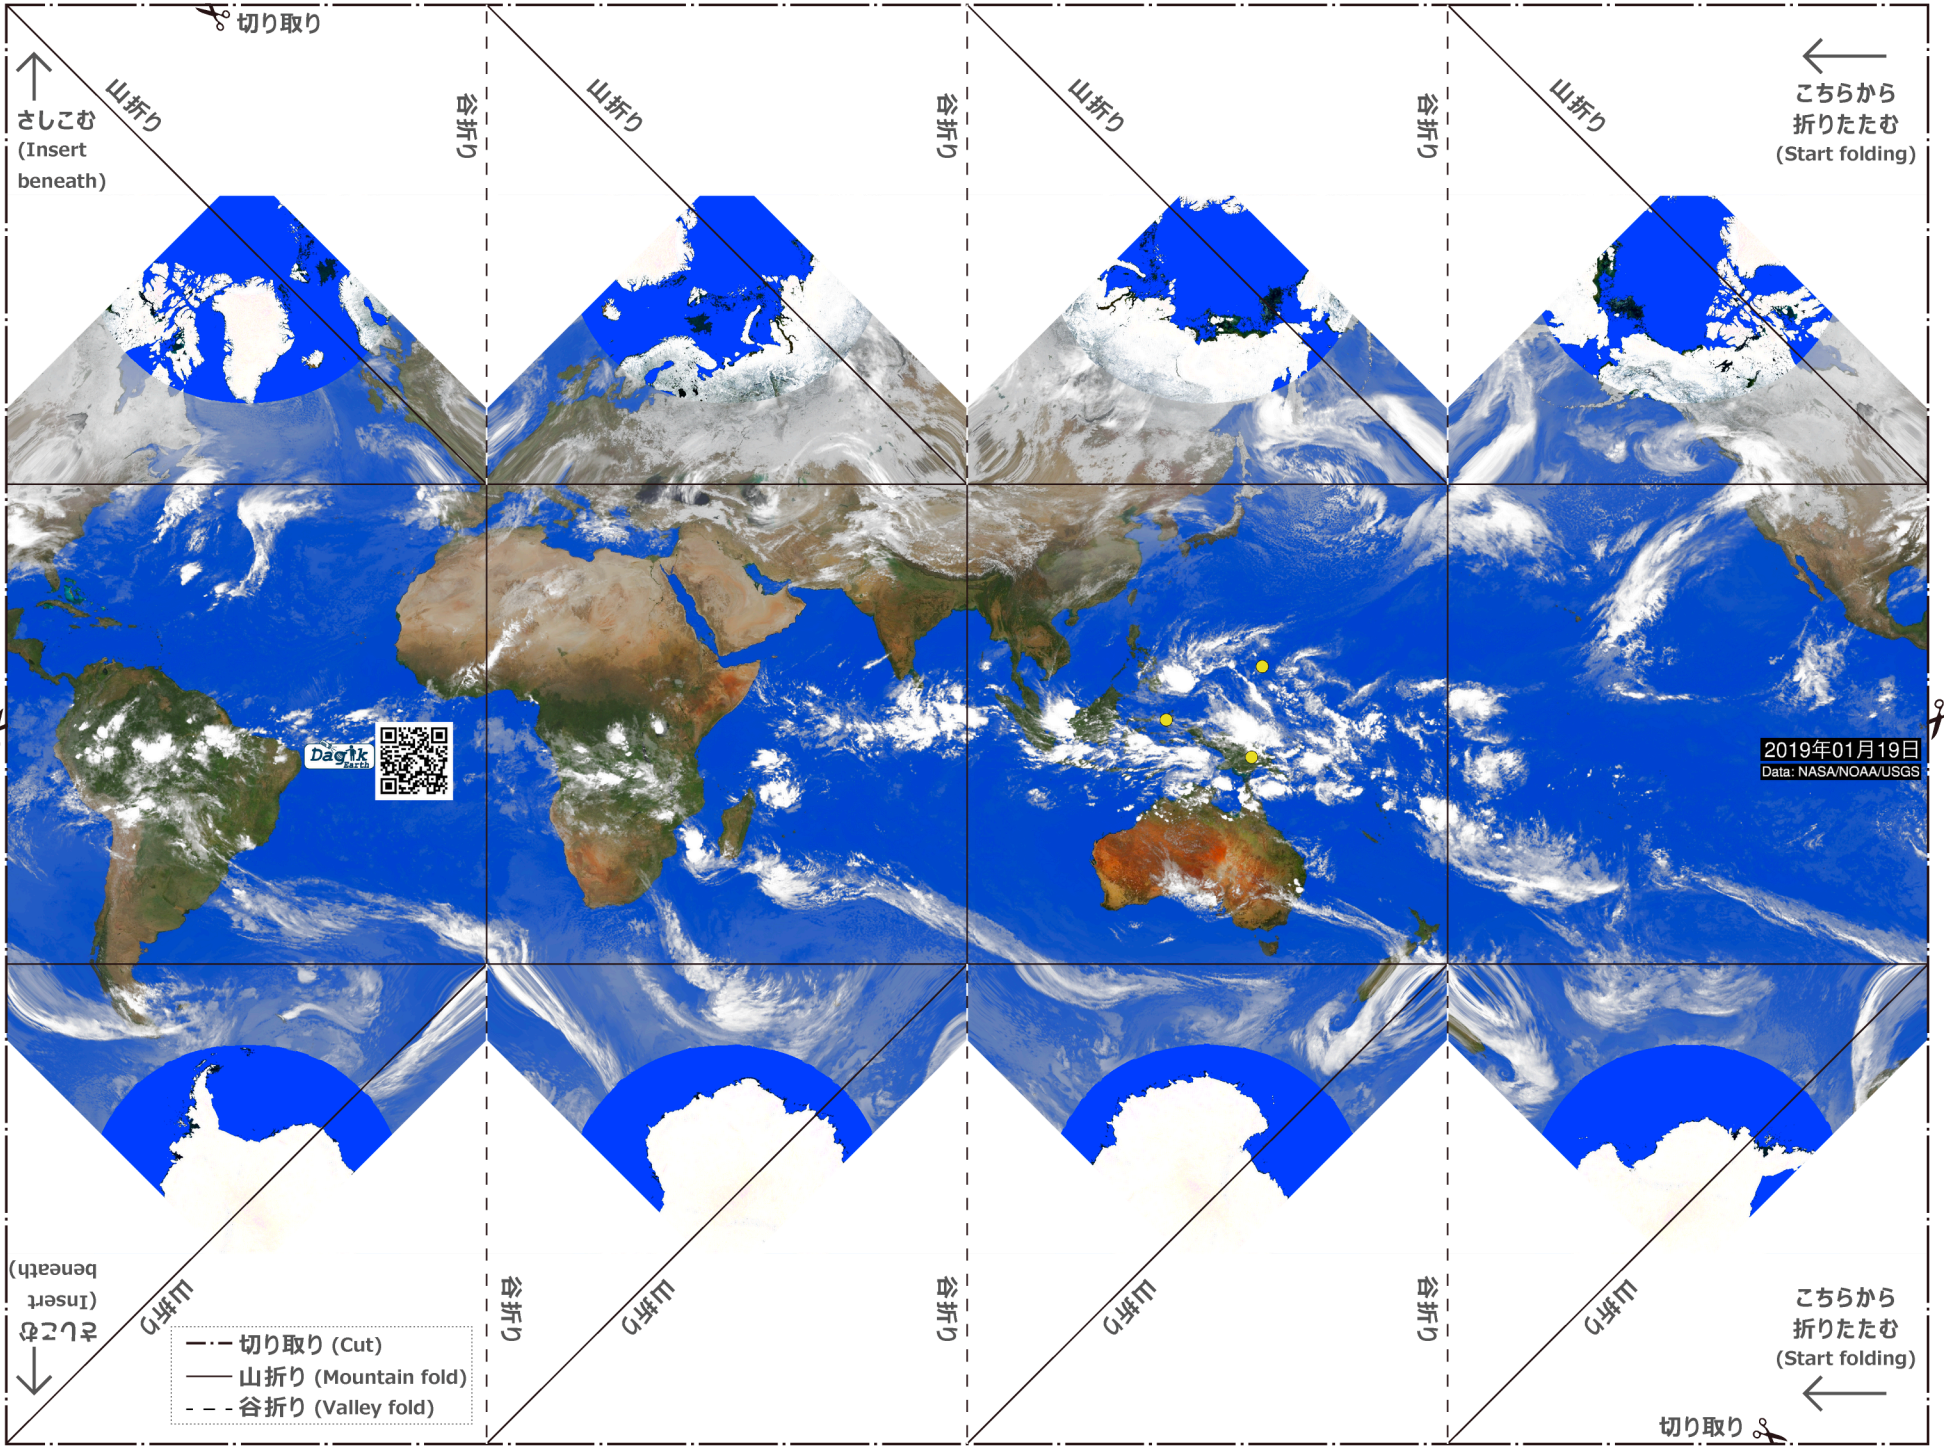 切り取り
山折り
谷折り
山折り
谷折り
山折り
谷折り
山折り
さしこむ
(Insert
beneath)
こちらから
折りたたむ
(Start folding)
Dagik
Earth
2019年01月19日
Data: NASA/NOAA/USGS
さしこむ
(Insert
beneath)
山折り
谷折り
山折り
谷折り
山折り
谷折り
山折り
こちらから
折りたたむ
(Start folding)
切り取り (Cut)
山折り (Mountain fold)
谷折り (Valley fold)
切り取り